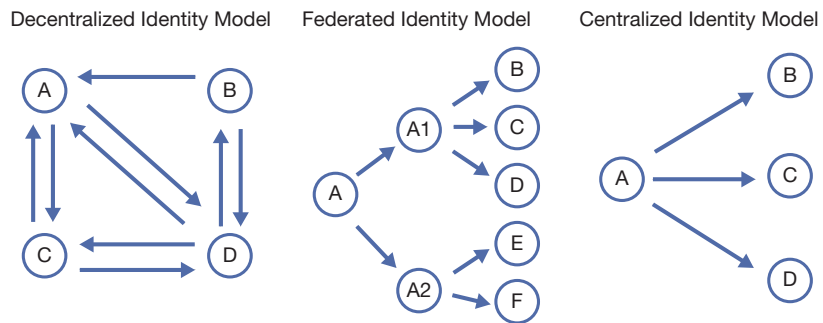 Decentralized Identity Model
A
B
C
D
Federated Identity Model
A
A1
A2
B
C
D
E
F
Centralized Identity Model
A
B
C
D